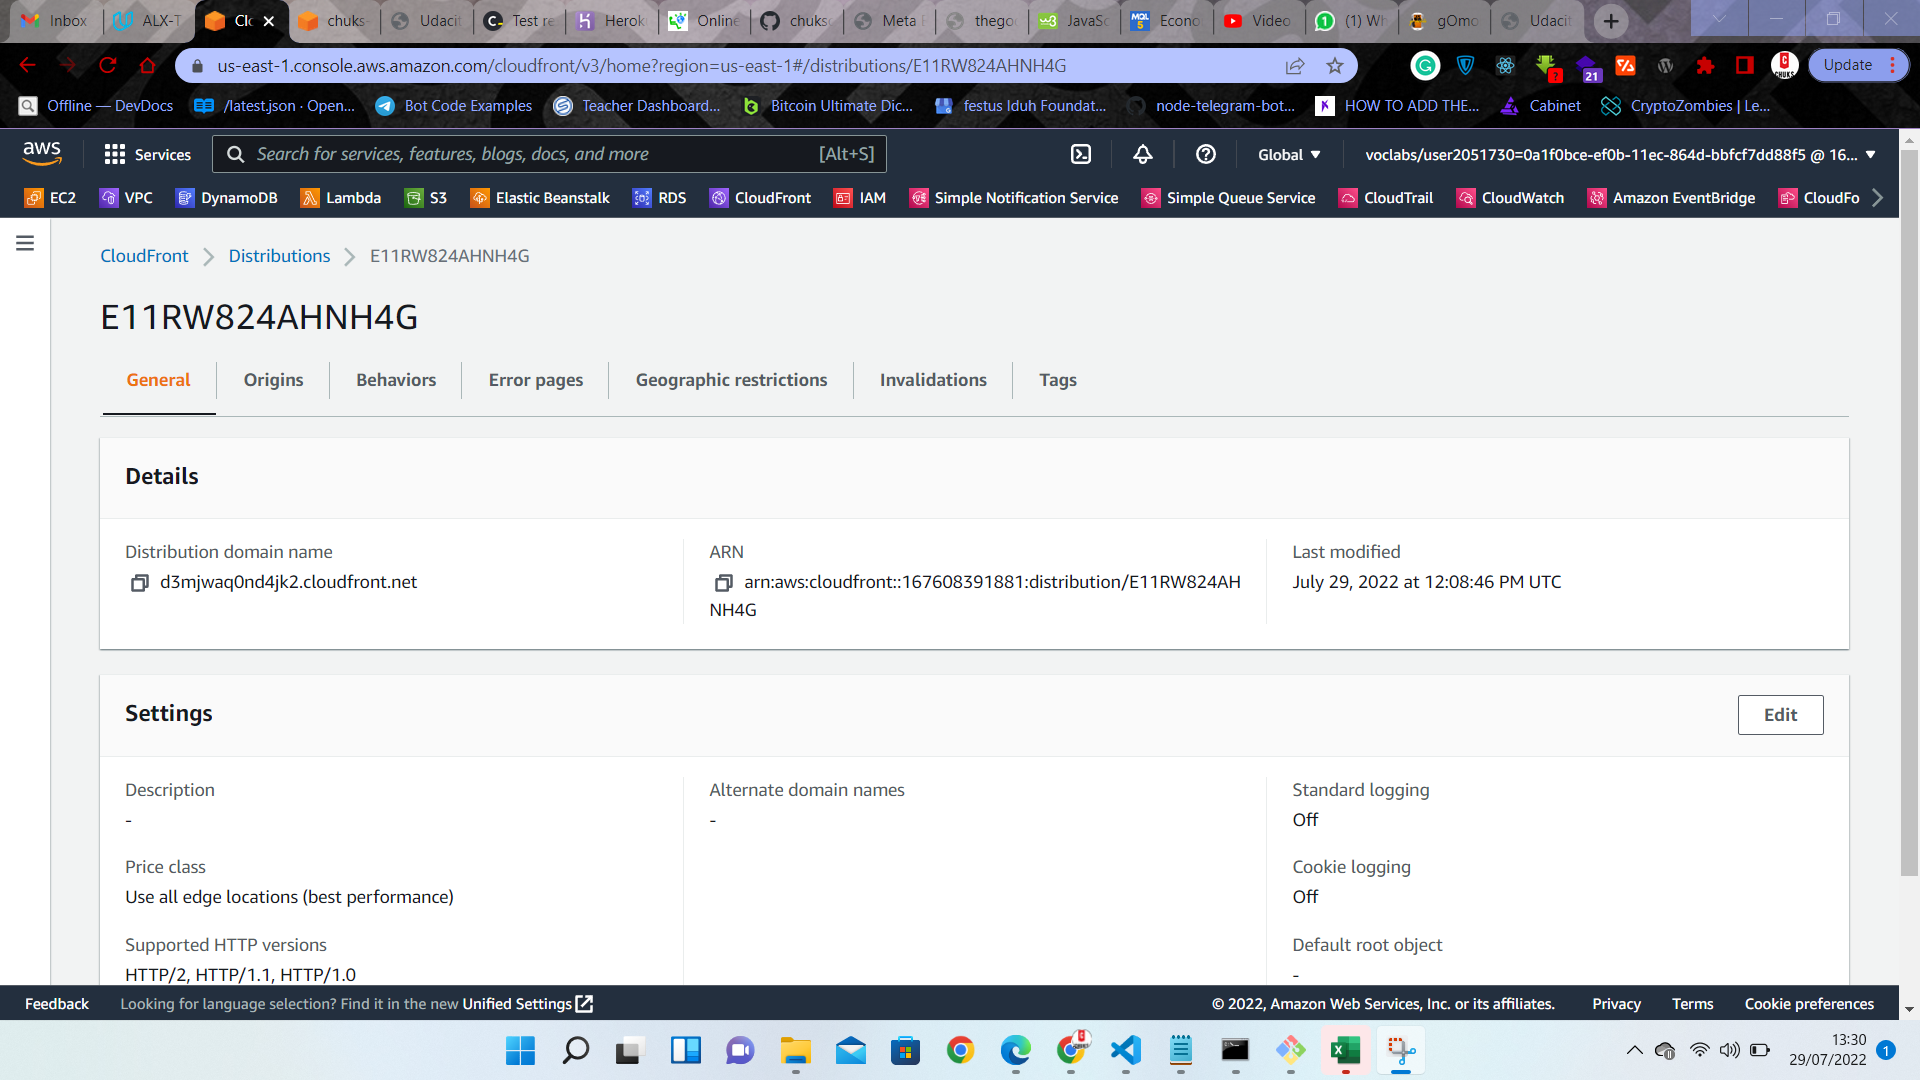 Inbox
ALX-T
Clo
chuks-
Udacit
Test re
Herok
Online
chukso
Meta
thego
JavaSc
Econo
Video
(1) Wh
gOmo
Udacit
us-east-1.console.aws.amazon.com/cloudfront/v3/home?region=us-east-1#/distributions/E11RW824AHNH4G
Update
Offline — DevDocs
/latest.json · Open...
Bot Code Examples
Teacher Dashboard...
Bitcoin Ultimate Dic...
festus Iduh Foundat...
node-telegram-bot...
HOW TO ADD THE...
Cabinet
CryptoZombies | Le...
aws
Services
Search for services, features, blogs, docs, and more
[Alt+S]
Global
voclabs/user2051730=0a1f0bce-ef0b-11ec-864d-bbfcf7dd88f5 @ 16...
EC2
VPC
DynamoDB
Lambda
S3
Elastic Beanstalk
RDS
CloudFront
IAM
Simple Notification Service
Simple Queue Service
CloudTrail
CloudWatch
Amazon EventBridge
CloudFo
CloudFront
Distributions
E11RW824AHNH4G
E11RW824AHNH4G
General
Origins
Behaviors
Error pages
Geographic restrictions
Invalidations
Tags
Details
Distribution domain name
d3mjwaq0nd4jk2.cloudfront.net
ARN
arn:aws:cloudfront::167608391881:distribution/E11RW824AH
NH4G
Last modified
July 29, 2022 at 12:08:46 PM UTC
Settings
Edit
Description
-
Price class
Use all edge locations (best performance)
Supported HTTP versions
HTTP/2, HTTP/1.1, HTTP/1.0
Alternate domain names
-
Standard logging
Off
Cookie logging
Off
Default root object
-
Feedback
Looking for language selection? Find it in the new Unified Settings
© 2022, Amazon Web Services, Inc. or its affiliates.
Privacy
Terms
Cookie preferences
13:30
29/07/2022
1